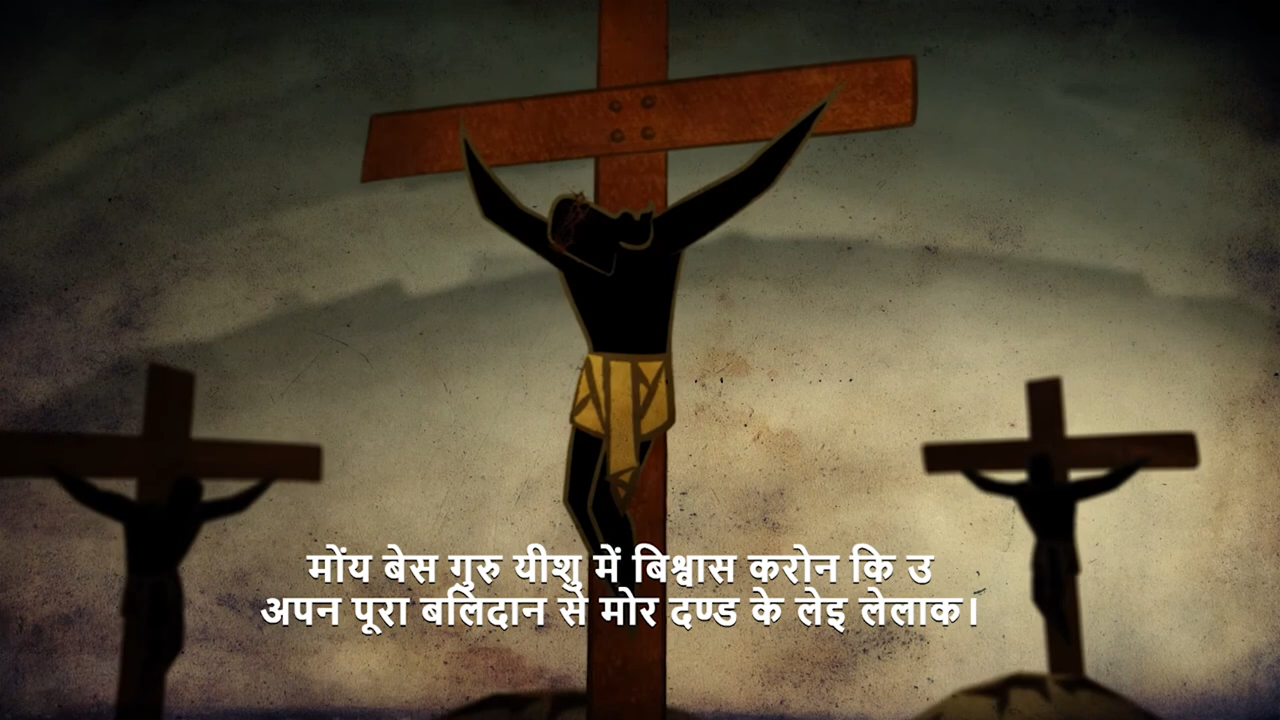 मोंय बेस गुरु यीशु में बिश्वास करोन कि उ
अपन पूरा बलिदान से मोर दण्ड के लेइ लेलाक।